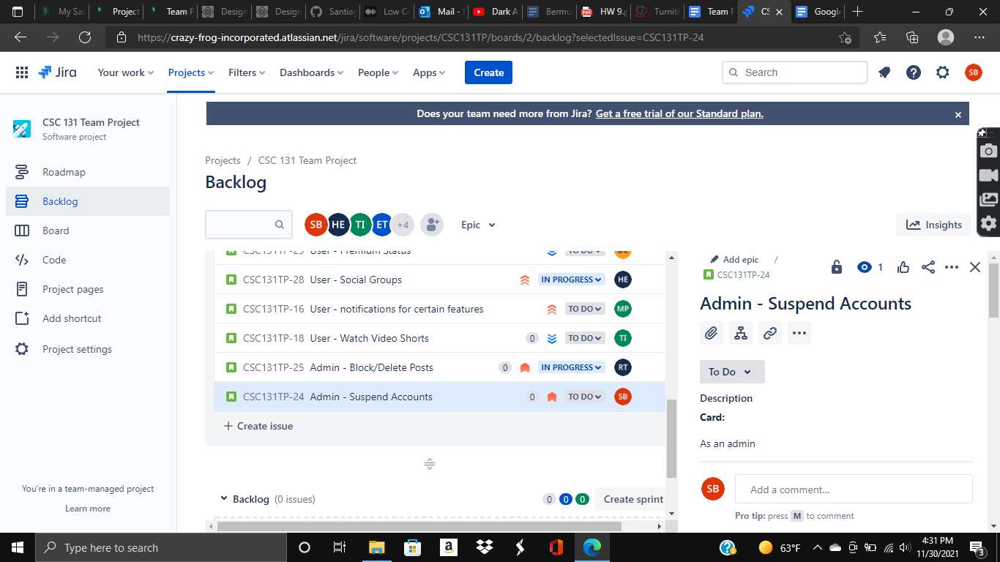 My Sac
Project
Team P
Design
Design
Santiag
Low Co
Mail -
Dark A
Bermu
HW 9.p
Turniti
Team P
CS
Google
https://crazy-frog-incorporated.atlassian.net/jira/software/projects/CSC131TP/boards/2/backlog?selectedIssue=CSC131TP-24
Jira
Your work
Projects
Filters
Dashboards
People
Apps
Create
Search
SB
Does your team need more from Jira? Get a free trial of our Standard plan.
CSC 131 Team Project
Software project
Roadmap
Backlog
Board
Code
Project pages
Add shortcut
Project settings
You're in a team-managed project
Learn more
Projects / CSC 131 Team Project
Backlog
SB HE TI ET +4
Epic
Insights
CSC131TP-29 User - Premium Status TO DO DC
CSC131TP-28 User - Social Groups IN PROGRESS HE
CSC131TP-16 User - notifications for certain features TO DO MP
CSC131TP-18 User - Watch Video Shorts 0 TO DO TI
CSC131TP-25 Admin - Block/Delete Posts 0 IN PROGRESS RT
CSC131TP-24 Admin - Suspend Accounts 0 TO DO SB
+ Create issue
Backlog (0 issues) 0 0 0 Create sprint
Add epic /
CSC131TP-24
1
Admin - Suspend Accounts
To Do
Description
Card:
As an admin
SB
Add a comment...
Pro tip: press M to comment
Type here to search
63°F
4:31 PM
11/30/2021
3